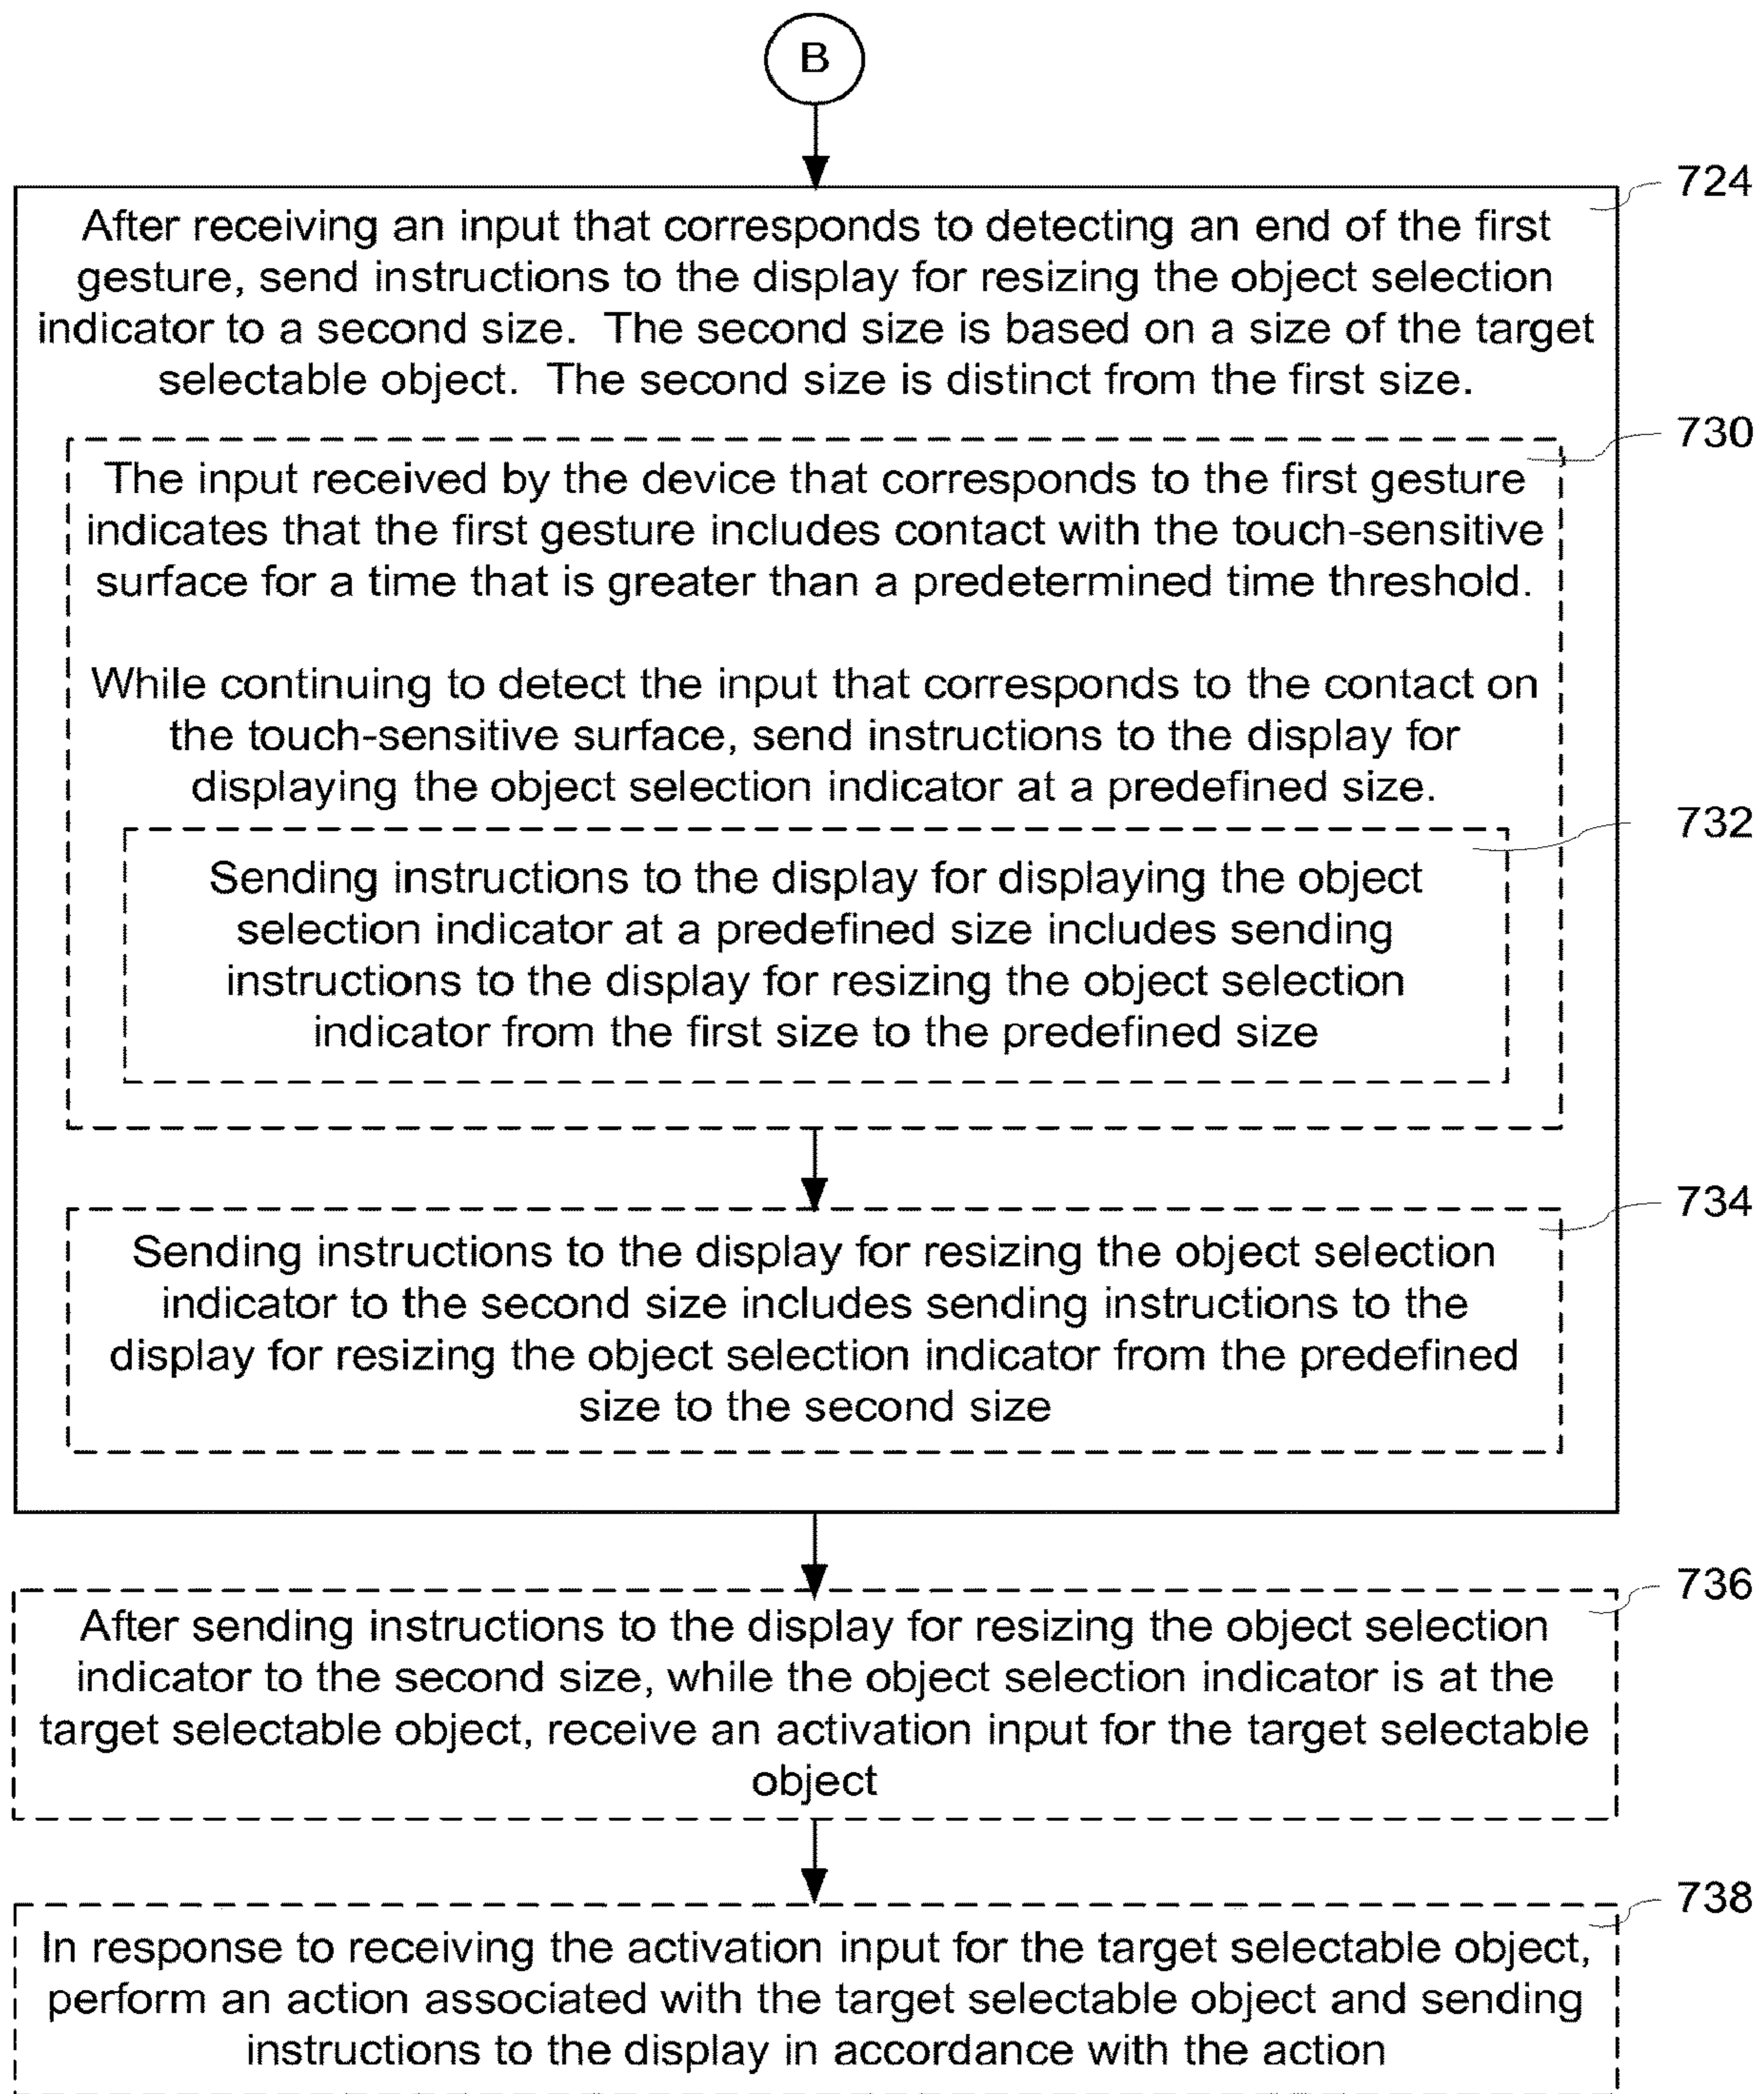 B
724
After receiving an input that corresponds to detecting an end of the first
gesture, send instructions to the display for resizing the object selection
indicator to a second size.  The second size is based on a size of the target
selectable object.  The second size is distinct from the first size.
730
The input received by the device that corresponds to the first gesture
indicates that the first gesture includes contact with the touch-sensitive
surface for a time that is greater than a predetermined time threshold.
While continuing to detect the input that corresponds to the contact on
the touch-sensitive surface, send instructions to the display for
displaying the object selection indicator at a predefined size.
732
Sending instructions to the display for displaying the object
selection indicator at a predefined size includes sending
instructions to the display for resizing the object selection
indicator from the first size to the predefined size
734
Sending instructions to the display for resizing the object selection
indicator to the second size includes sending instructions to the
display for resizing the object selection indicator from the predefined
size to the second size
736
After sending instructions to the display for resizing the object selection
indicator to the second size, while the object selection indicator is at the
target selectable object, receive an activation input for the target selectable
object
738
In response to receiving the activation input for the target selectable object,
perform an action associated with the target selectable object and sending
instructions to the display in accordance with the action